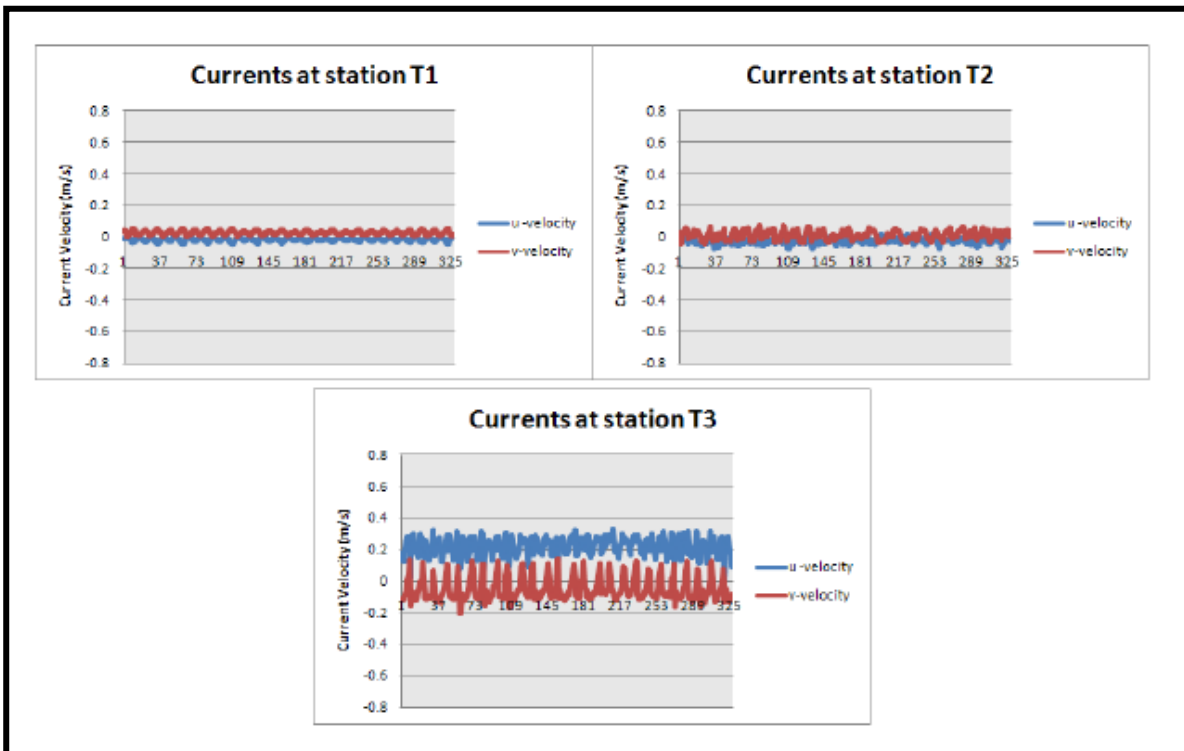 Currents at station T1
0.8
0.6
0.4
0.2
0
-0.2
-0.4
-0.6
-0.8
Current Velocity (m/s)
1 37 73 109 145 181 217 253 289 325
u -velocity
v-velocity
Currents at station T2
0.8
0.6
0.4
0.2
0
-0.2
-0.4
-0.6
-0.8
Current Velocity (m/s)
1 37 73 109 145 181 217 253 289 325
u -velocity
v-velocity
Currents at station T3
0.8
0.6
0.4
0.2
0
-0.2
-0.4
-0.6
-0.8
Current Velocity (m/s)
1 37 73 109 145 181 217 253 289 325
u -velocity
v-velocity